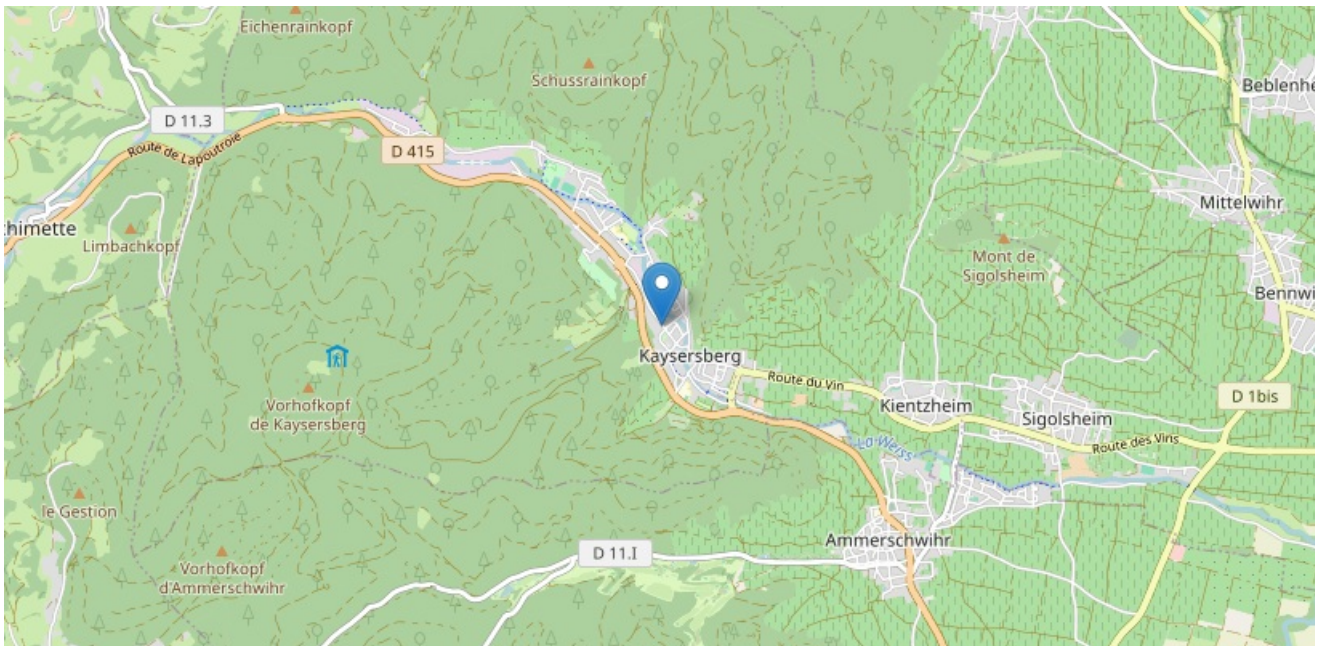 Eichenrainkopf
Schussrainkopf
Beblenhe
D 11.3
Route de Lapoutroie
D 415
Mittelwihr
himette
Limbachkopf
Mont de
Sigolsheim
Bennwi
Kaysersberg
Route du Vin
Vorhofkopf
de Kaysersberg
Kientzheim
D 1bis
Sigolsheim
La Weiss
Route des Vins
le Gestion
Ammerschwihr
D 11.I
Vorhofkopf
d'Ammerschwihr